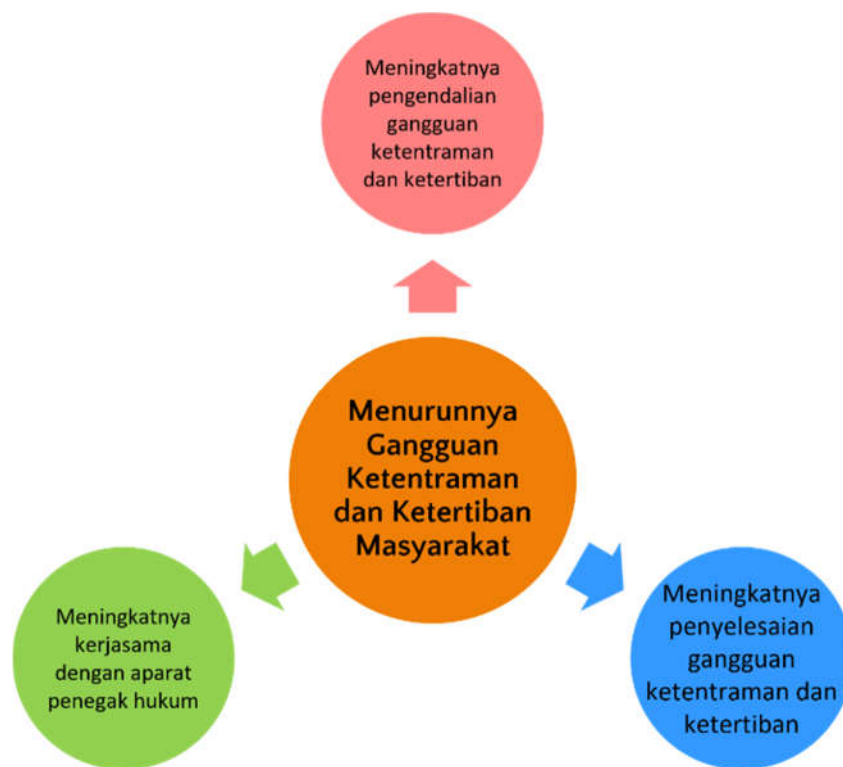 Meningkatnya
pengendalian
gangguan
ketentraman
dan ketertiban
Menurunnya
Gangguan
Ketentraman
dan Ketertiban
Masyarakat
Meningkatnya
kerjasama
dengan aparat
penegak hukum
Meningkatnya
penyelesaian
gangguan
ketentraman dan
ketertiban